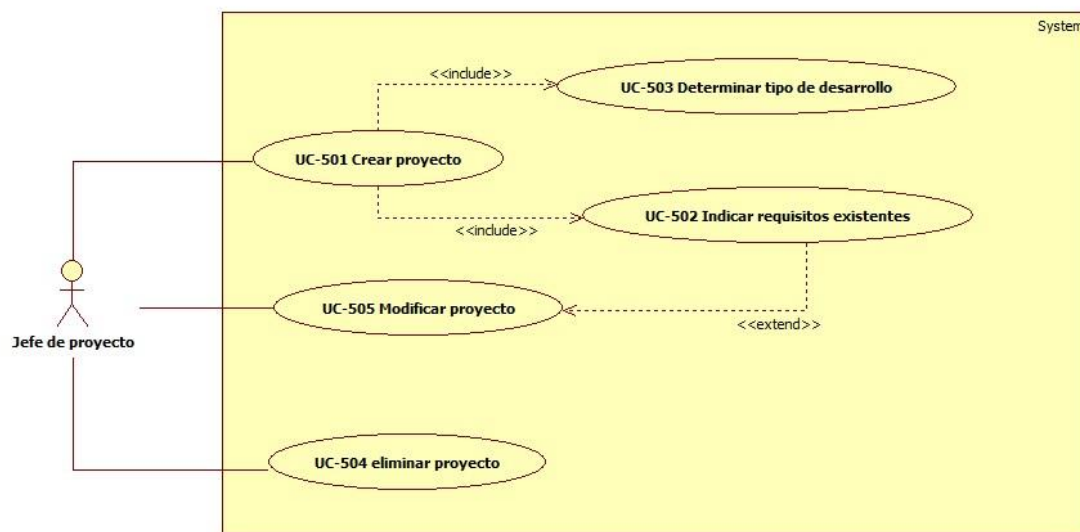 System
<<include>>
UC-503 Determinar tipo de desarrollo
UC-501 Crear proyecto
UC-502 Indicar requisitos existentes
<<include>>
UC-505 Modificar proyecto
<<extend>>
Jefe de proyecto
UC-504 eliminar proyecto